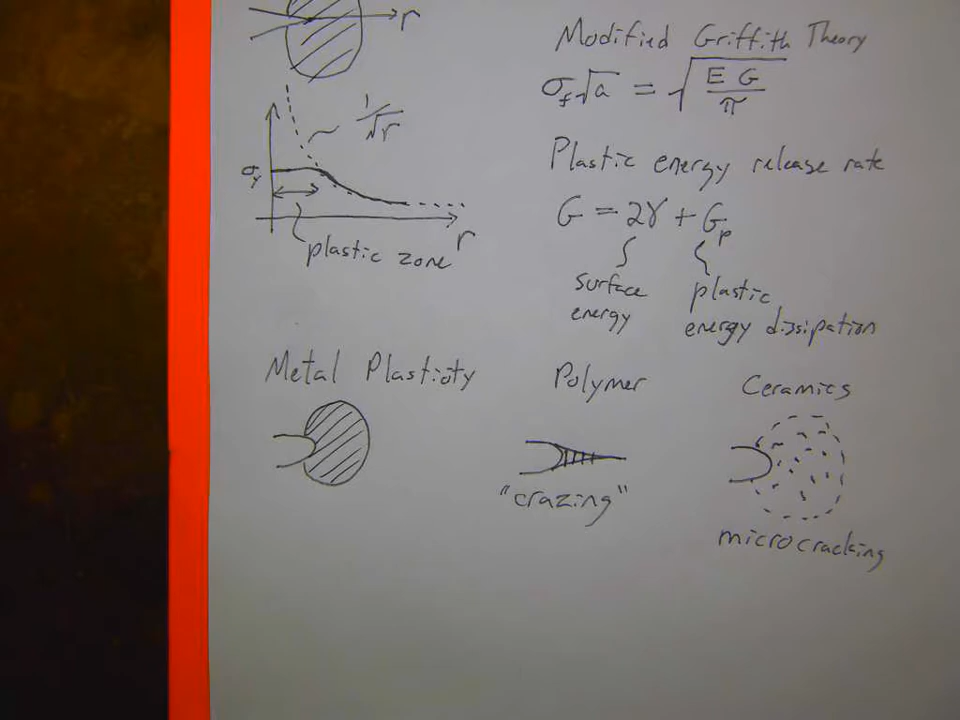 r
1/√r
σy
r
plastic zone
Modified Griffith Theory
σf√a = √(E G/π)
Plastic energy release rate
G = 2γ + Gp
surface energy
plastic energy dissipation
Metal Plasticity
Polymer
"crazing"
Ceramics
microcracking